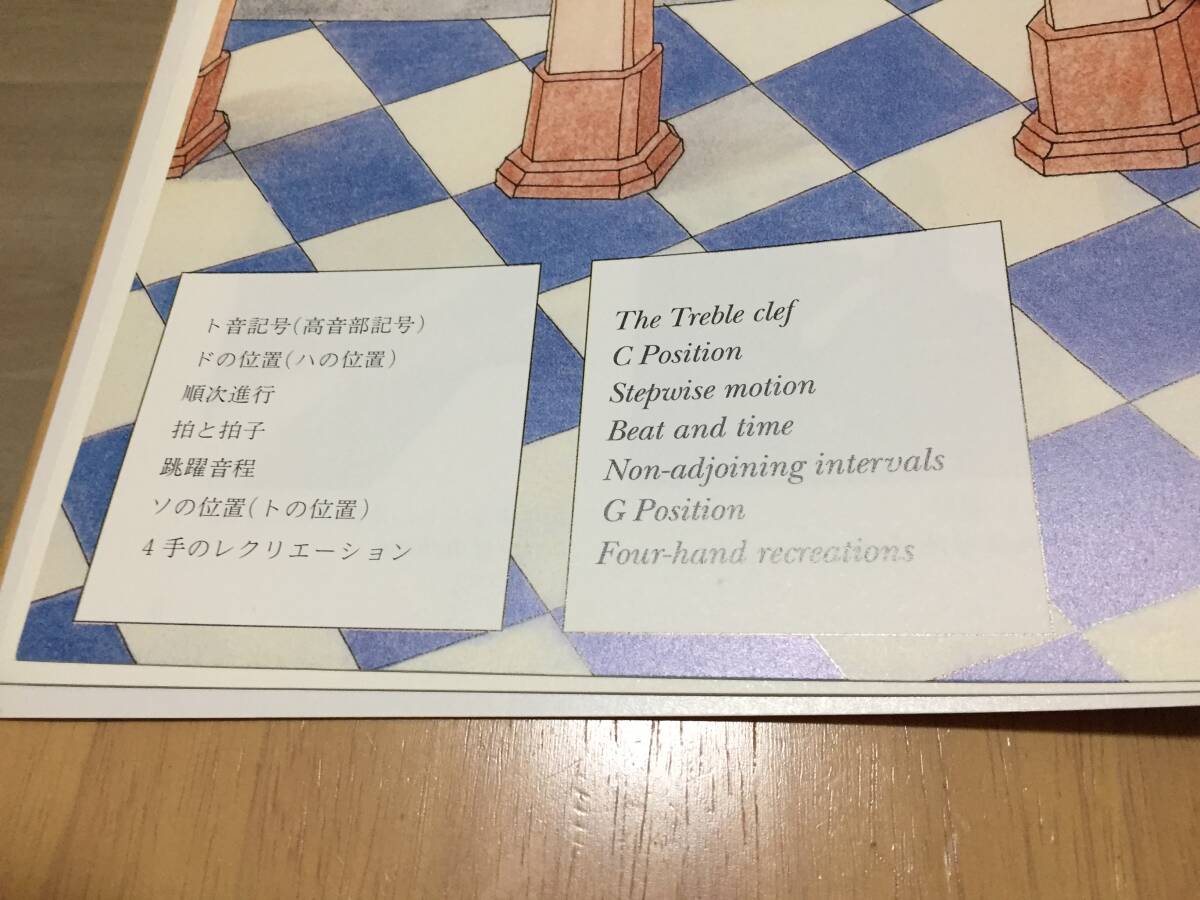 ト音記号(高音部記号)
ドの位置(ハの位置)
順次進行
拍と拍子
跳躍音程
ソの位置(トの位置)
4手のレクリエーション
The Treble clef
C Position
Stepwise motion
Beat and time
Non-adjoining intervals
G Position
Four-hand recreations